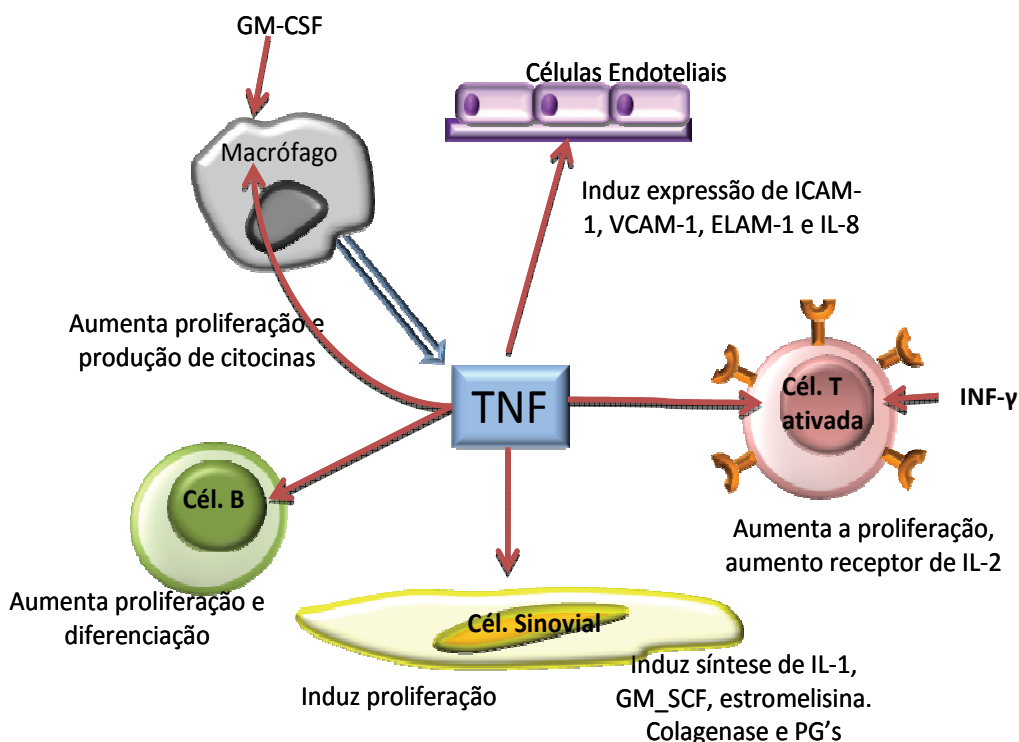 GM-CSF
Células Endoteliais
Macrófago
Induz expressão de ICAM-
1, VCAM-1, ELAM-1 e IL-8
Aumenta proliferação e
produção de citocinas
TNF
Cél. T
ativada
INF-γ
Cél. B
Aumenta a proliferação,
aumento receptor de IL-2
Aumenta proliferação e
diferenciação
Cél. Sinovial
Induz proliferação
Induz síntese de IL-1,
GM_SCF, estromelisina.
Colagenase e PG's